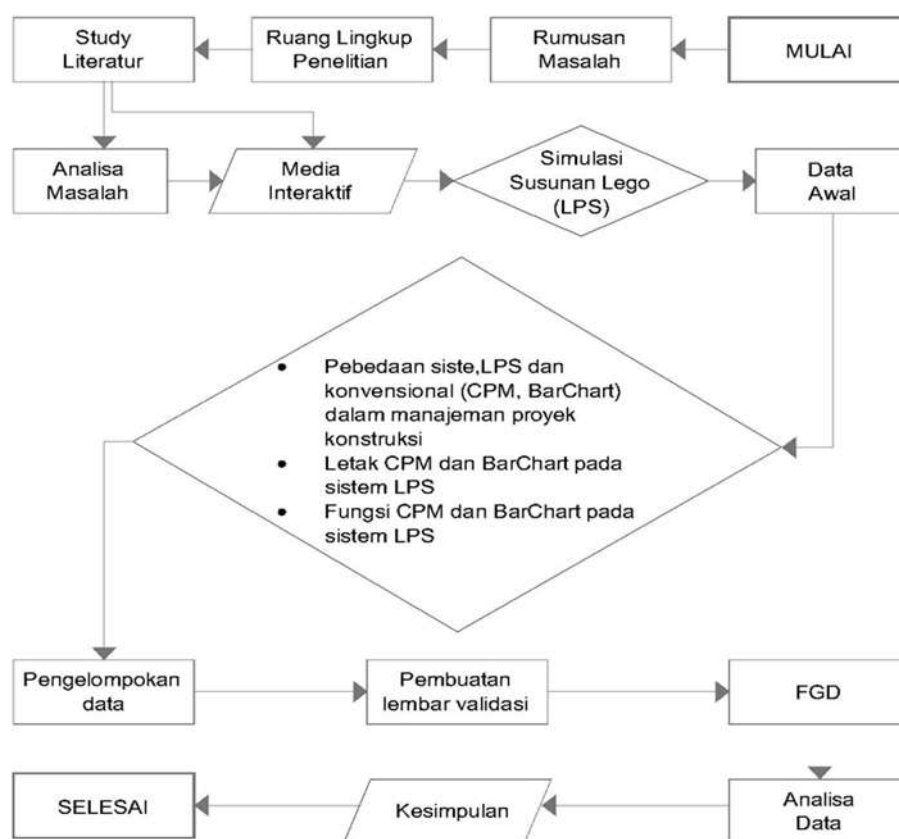 MULAI
Rumusan
Masalah
Ruang Lingkup
Penelitian
Study
Literatur
Analisa
Masalah
Media
Interaktif
Simulasi
Susunan Lego
(LPS)
Data
Awal
• Pebedaan siste,LPS dan
konvensional (CPM, BarChart)
dalam manajeman proyek
konstruksi
• Letak CPM dan BarChart pada
sistem LPS
• Fungsi CPM dan BarChart pada
sistem LPS
Pengelompokan
data
Pembuatan
lembar validasi
FGD
Analisa
Data
Kesimpulan
SELESAI